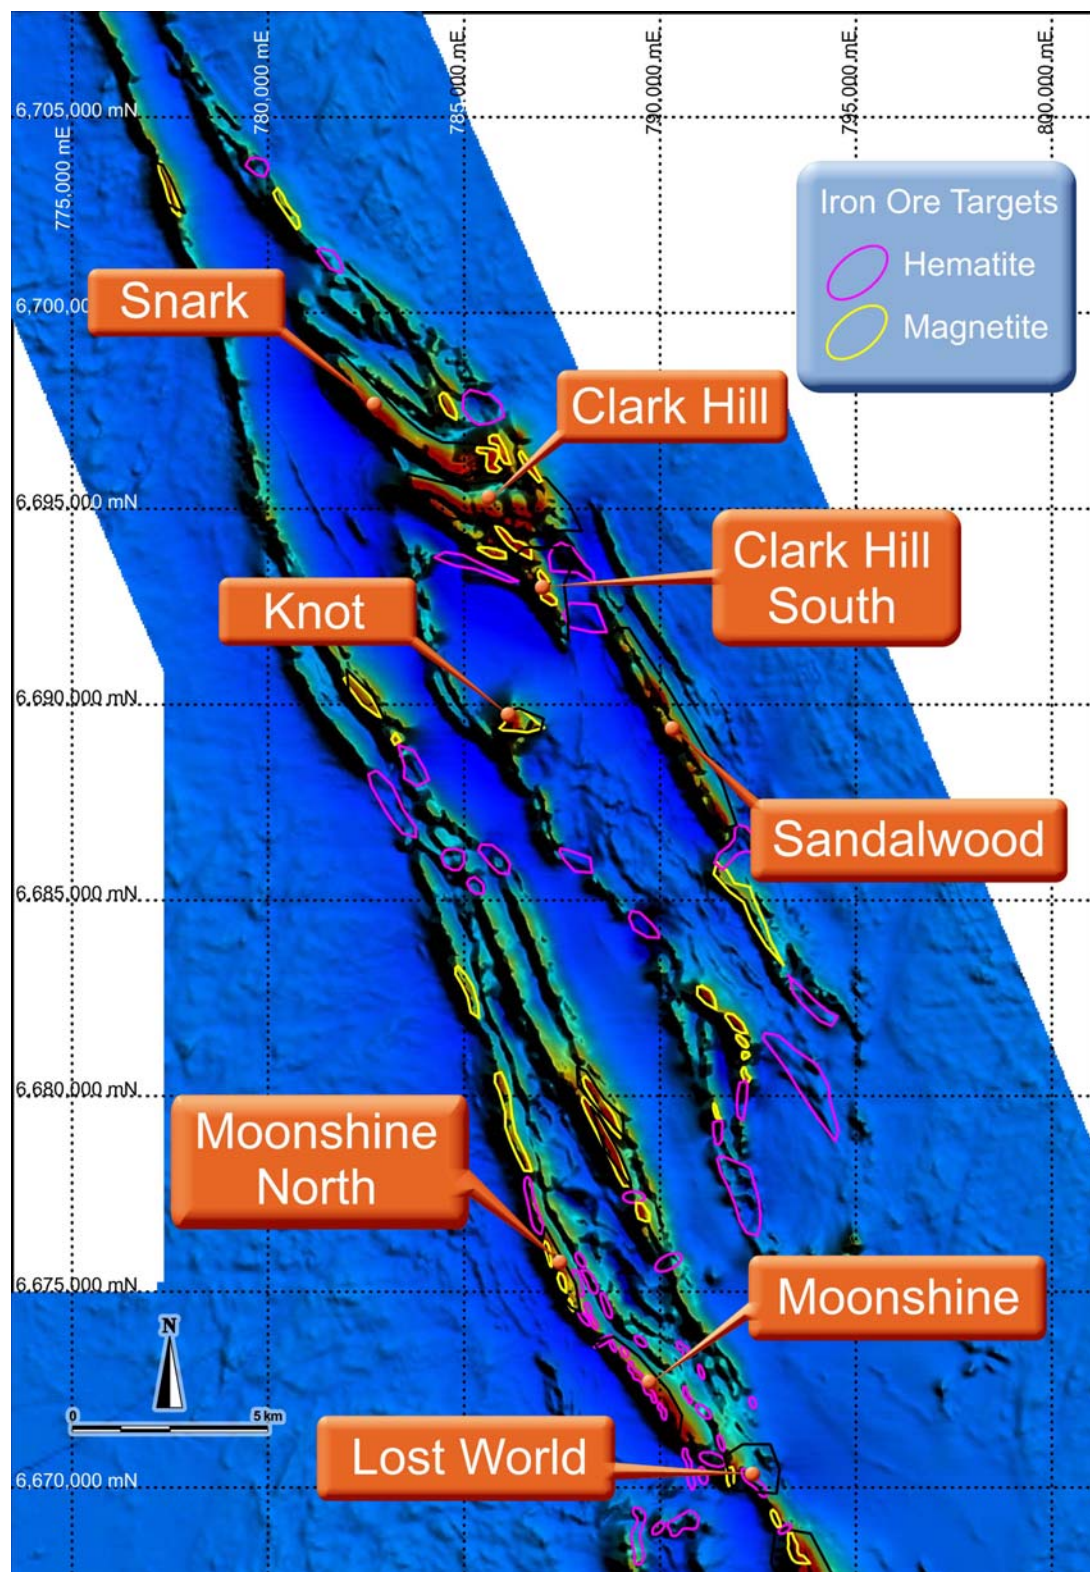 780,000 mE
785,000 mE
790,000 mE
795,000 mE
800,000 mE
6,705,000 mN
775,000 mE
Iron Ore Targets
Hematite
Magnetite
Snark
6,700,0
Clark Hill
6,695,000 mN
Clark Hill
South
Knot
6,690,000 mN
Sandalwood
6,685,000 mN
6,680,000 mN
Moonshine
North
6,675,000 mN
Moonshine
N
0 5 km
Lost World
6,670,000 mN